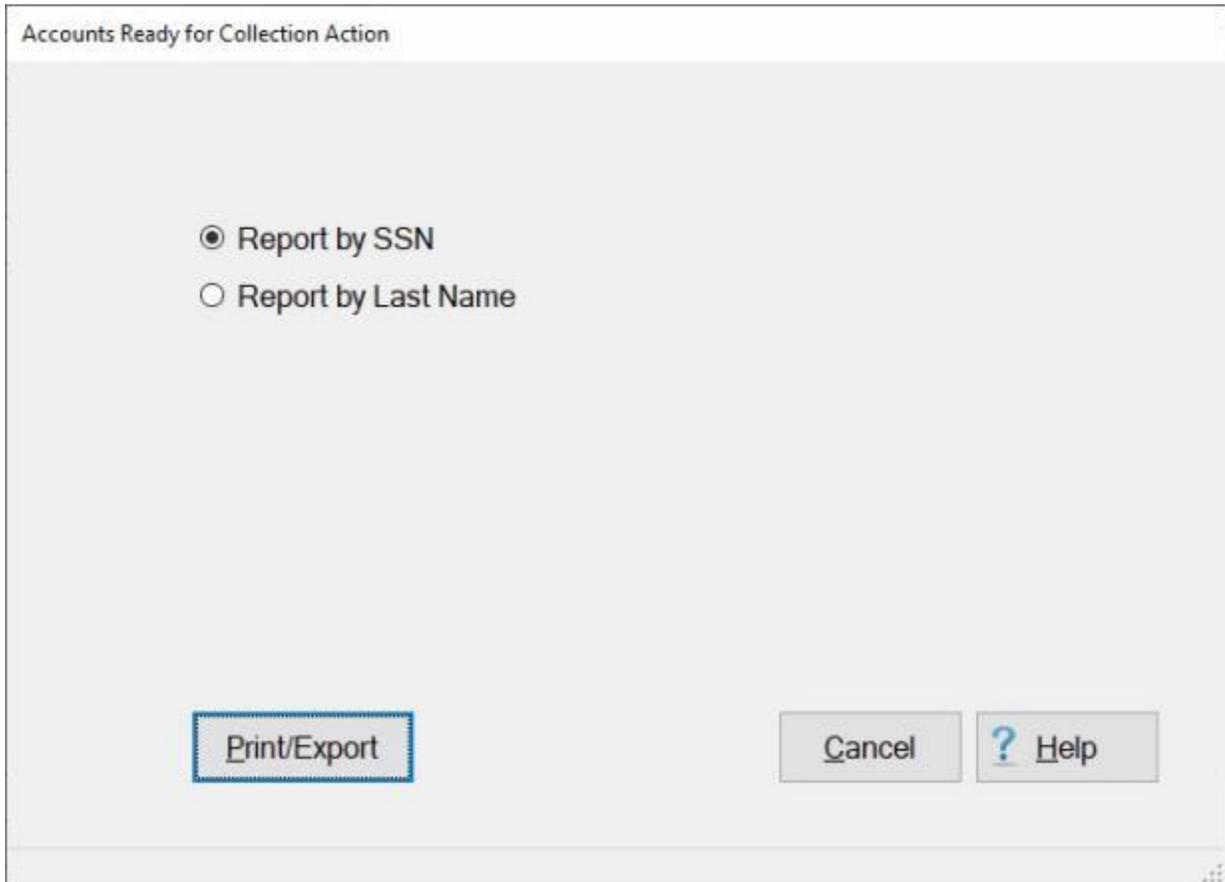 Accounts Ready for Collection Action
Report by SSN
Report by Last Name
Print/Export
Cancel
? Help